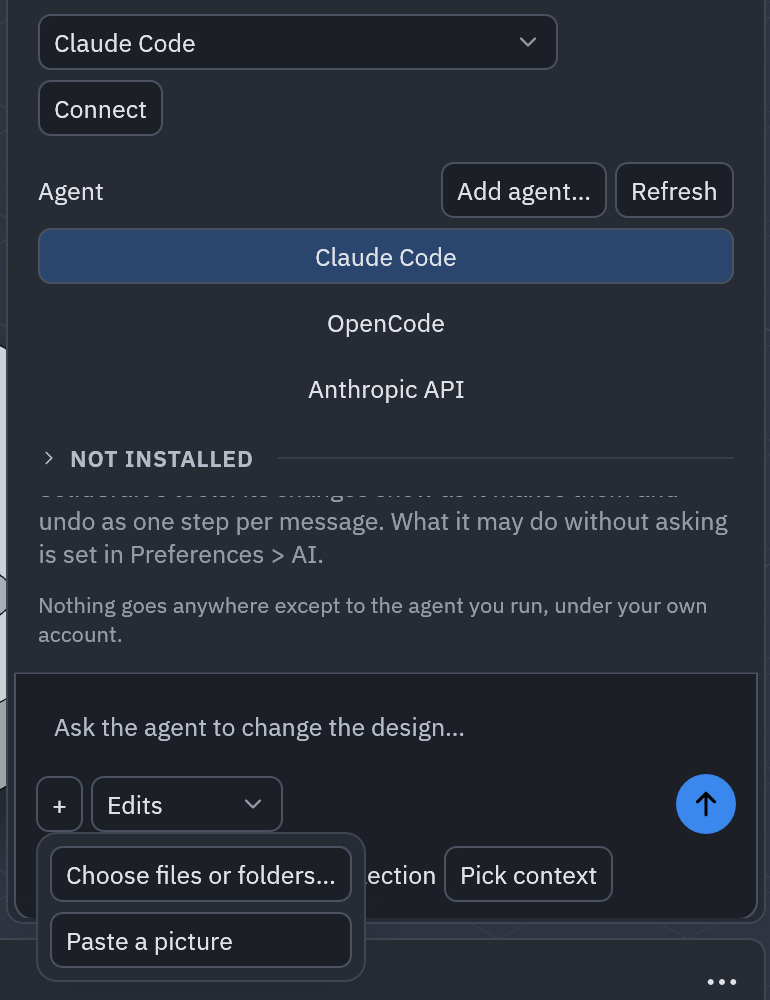 Claude Code
Connect
Agent
Add agent...
Refresh
Claude Code
OpenCode
Anthropic API
NOT INSTALLED
undo as one step per message. What it may do without asking
is set in Preferences > AI.
Nothing goes anywhere except to the agent you run, under your own
account.
Ask the agent to change the design...
+ Edits
Choose files or folders...
Pick context
Paste a picture